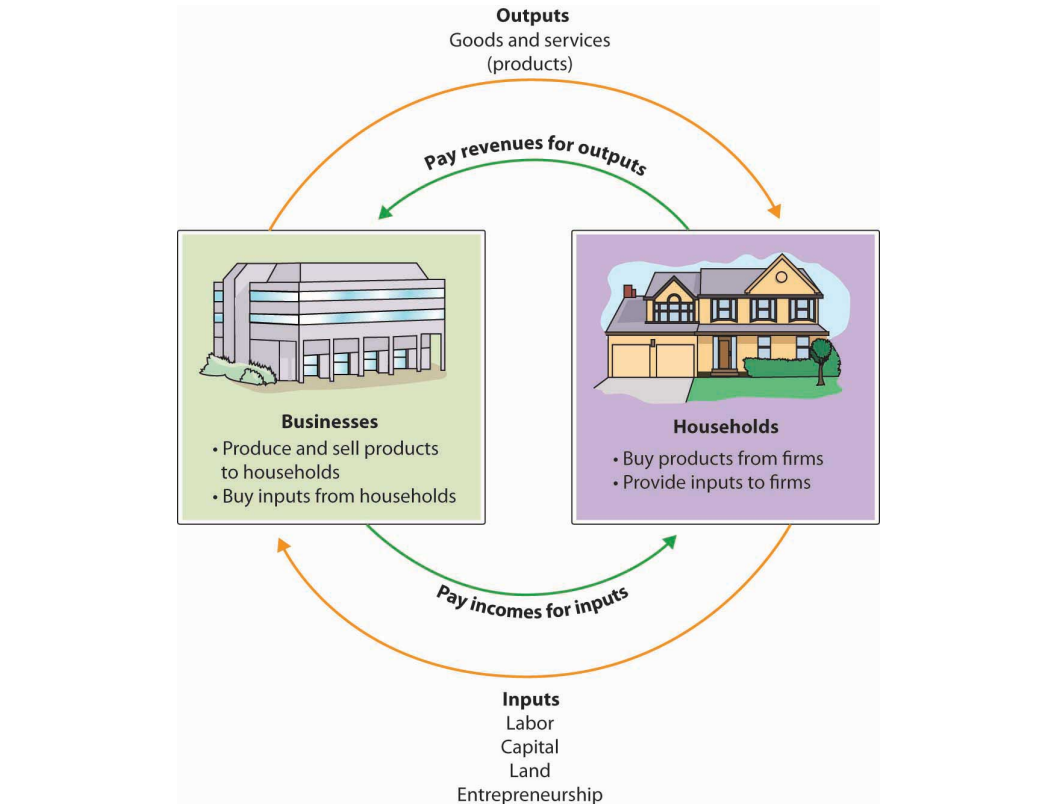 Outputs
Goods and services
(products)
Pay revenues for outputs
Businesses
• Produce and sell products
to households
• Buy inputs from households
Households
• Buy products from firms
• Provide inputs to firms
Pay incomes for inputs
Inputs
Labor
Capital
Land
Entrepreneurship